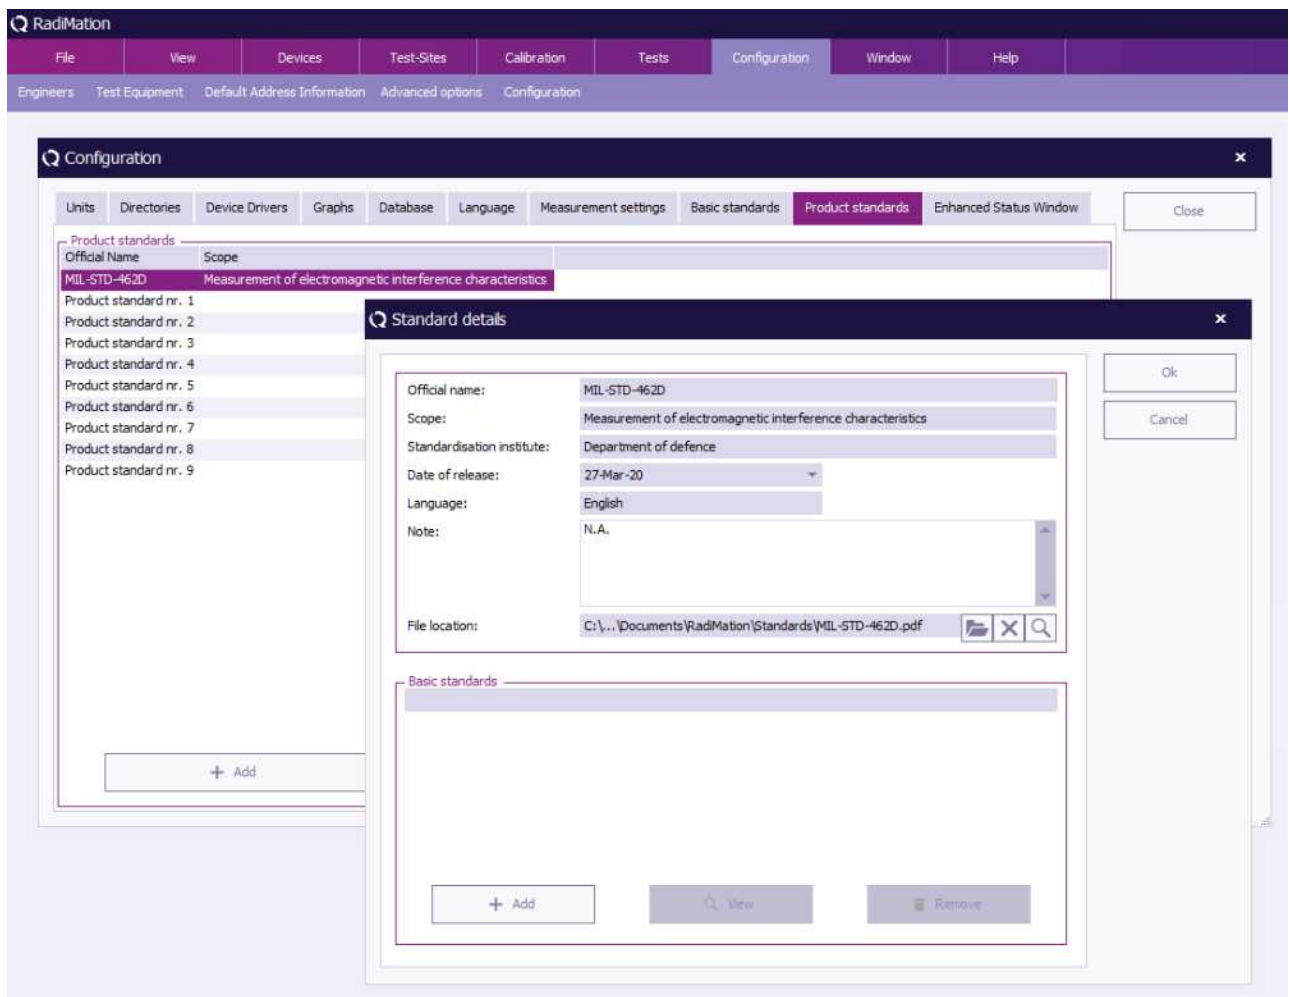 RadiMation
File View Devices Test-Sites Calibration Tests Configuration Window Help
Engineers Test Equipment Default Address Information Advanced options Configuration
Configuration
Units Directories Device Drivers Graphs Database Language Measurement settings Basic standards Product standards Enhanced Status Window
Close
Product standards
Official Name Scope
MIL-STD-462D Measurement of electromagnetic interference characteristics
Product standard nr. 1
Product standard nr. 2
Product standard nr. 3
Product standard nr. 4
Product standard nr. 5
Product standard nr. 6
Product standard nr. 7
Product standard nr. 8
Product standard nr. 9
+ Add
Standard details
Ok
Cancel
Official name: MIL-STD-462D
Scope: Measurement of electromagnetic interference characteristics
Standardisation institute: Department of defence
Date of release: 27-Mar-20
Language: English
Note: N.A.
File location: C:\...\Documents\RadiMation\Standards\MIL-STD-462D.pdf
Basic standards
+ Add View Remove